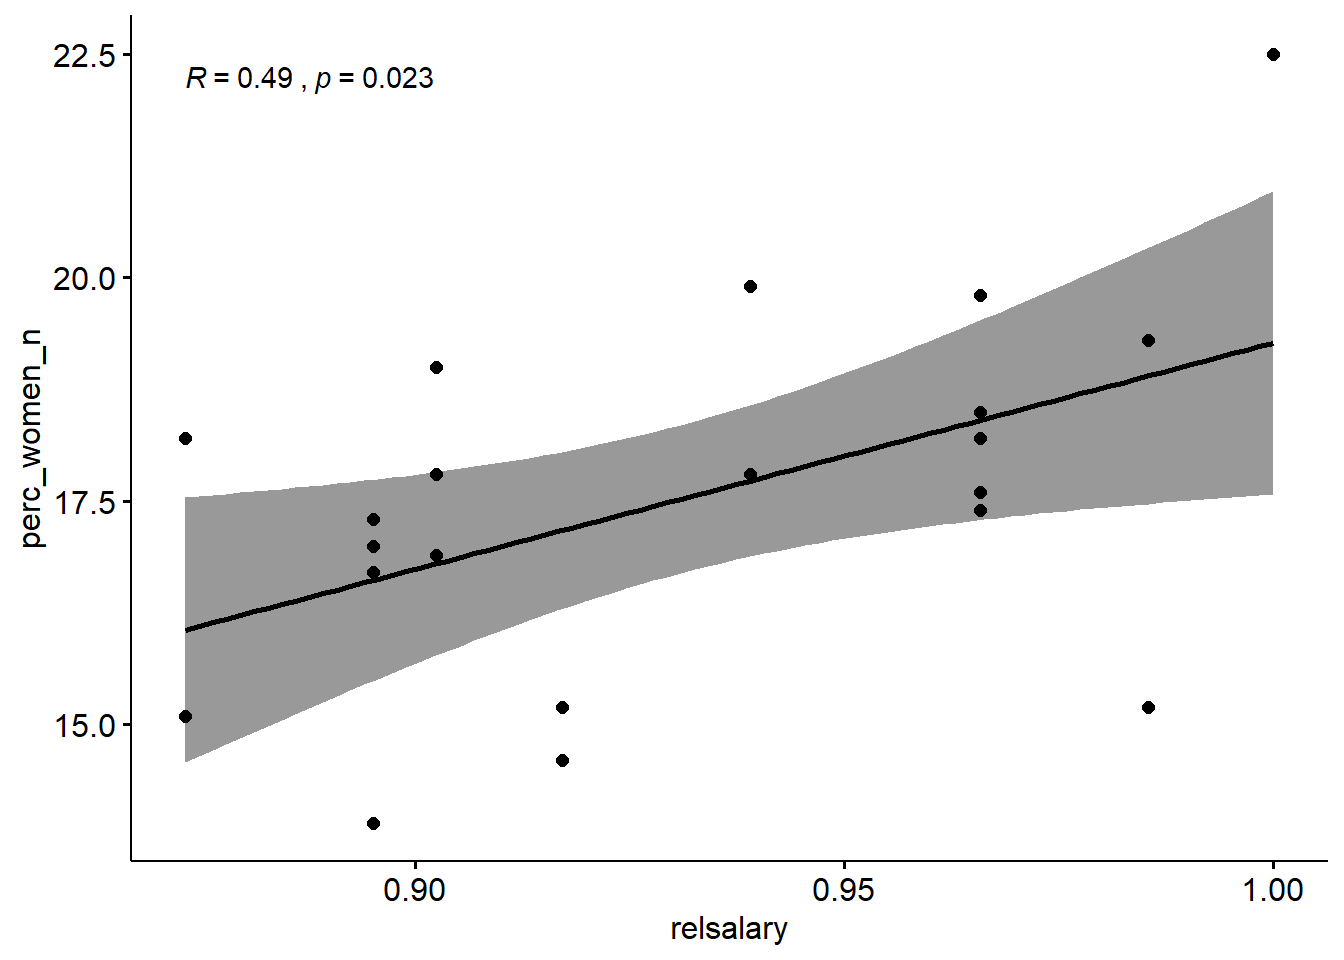 22.5
R = 0.49 , p = 0.023
20.0
17.5
15.0
perc_women_n
0.90 0.95 1.00
relsalary